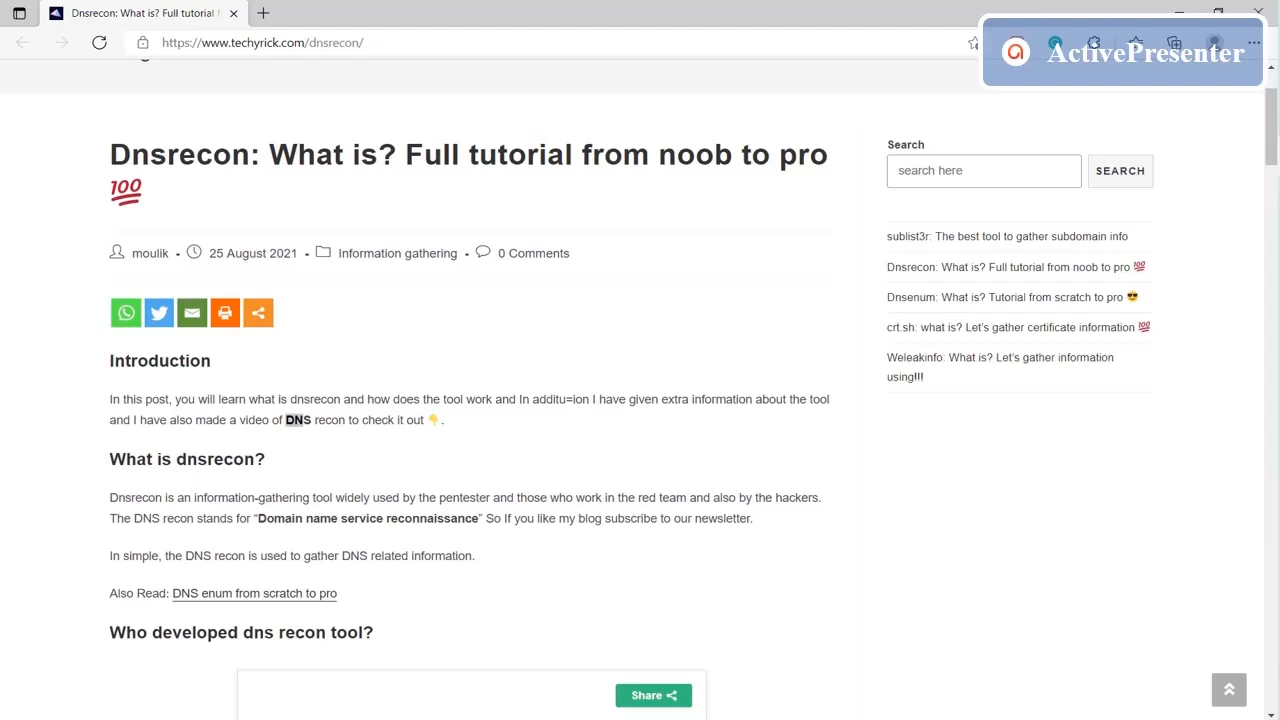 Dnsrecon: What is? Full tutorial fr
https://www.techyrick.com/dnsrecon/
ActivePresenter
Dnsrecon: What is? Full tutorial from noob to pro
💯
moulik
25 August 2021
Information gathering
0 Comments
Introduction
In this post, you will learn what is dnsrecon and how does the tool work and In additu=ion I have given extra information about the tool
and I have also made a video of DNS recon to check it out 👇.
What is dnsrecon?
Dnsrecon is an information-gathering tool widely used by the pentester and those who work in the red team and also by the hackers.
The DNS recon stands for “Domain name service reconnaissance” So If you like my blog subscribe to our newsletter.
In simple, the DNS recon is used to gather DNS related information.
Also Read: DNS enum from scratch to pro
Who developed dns recon tool?
Share
Search
search here
SEARCH
sublist3r: The best tool to gather subdomain info
Dnsrecon: What is? Full tutorial from noob to pro 💯
Dnsenum: What is? Tutorial from scratch to pro 😎
crt.sh: what is? Let’s gather certificate information 💯
Weleakinfo: What is? Let’s gather information
using!!!